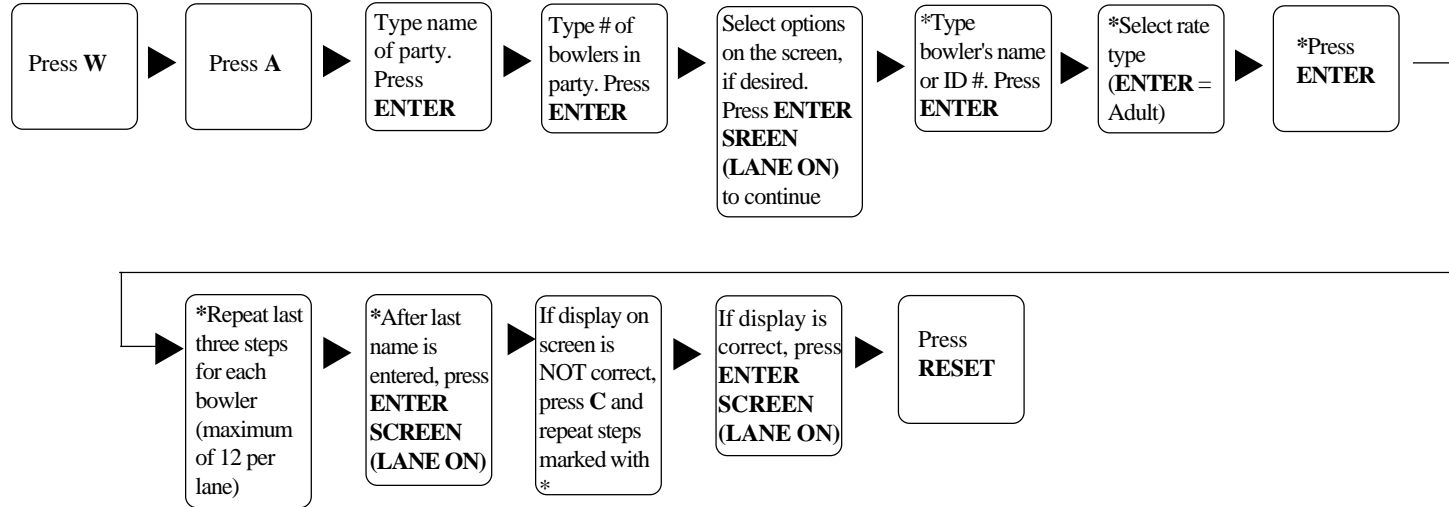 Press W
Press A
Type name
of party.
Press
ENTER
Type # of
bowlers in
party. Press
ENTER
Select options
on the screen,
if desired.
Press ENTER
SREEN
(LANE ON)
to continue
*Type
bowler's name
or ID #. Press
ENTER
*Select rate
type
(ENTER =
Adult)
*Press
ENTER
*Repeat last
three steps
for each
bowler
(maximum
of 12 per
lane)
*After last
name is
entered, press
ENTER
SCREEN
(LANE ON)
If display on
screen is
NOT correct,
press C and
repeat steps
marked with
*
If display is
correct, press
ENTER
SCREEN
(LANE ON)
Press
RESET